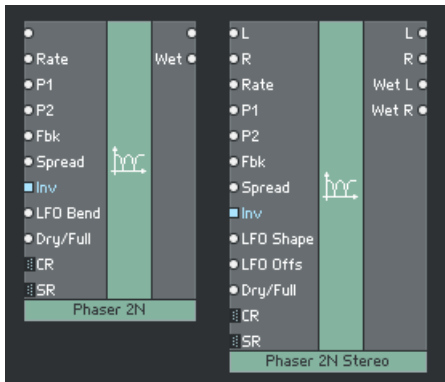 Rate
Wet
P1
P2
Fbk
Spread
Inv
LFO Bend
Dry/Full
CR
SR
Phaser 2N
L
L
R
R
Rate
Wet L
P1
Wet R
P2
Fbk
Spread
Inv
LFO Shape
LFO Offs
Dry/Full
CR
SR
Phaser 2N Stereo